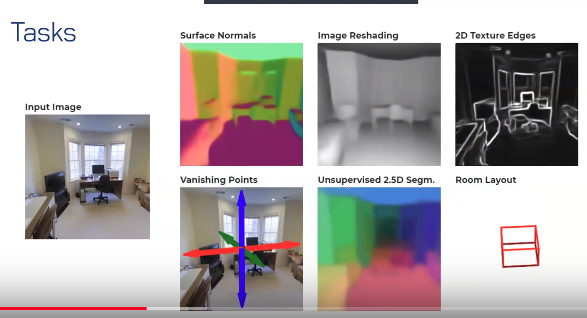 Tasks
Surface Normals
Image Reshading
2D Texture Edges
Input Image
Vanishing Points
Unsupervised 2.5D Segm.
Room Layout